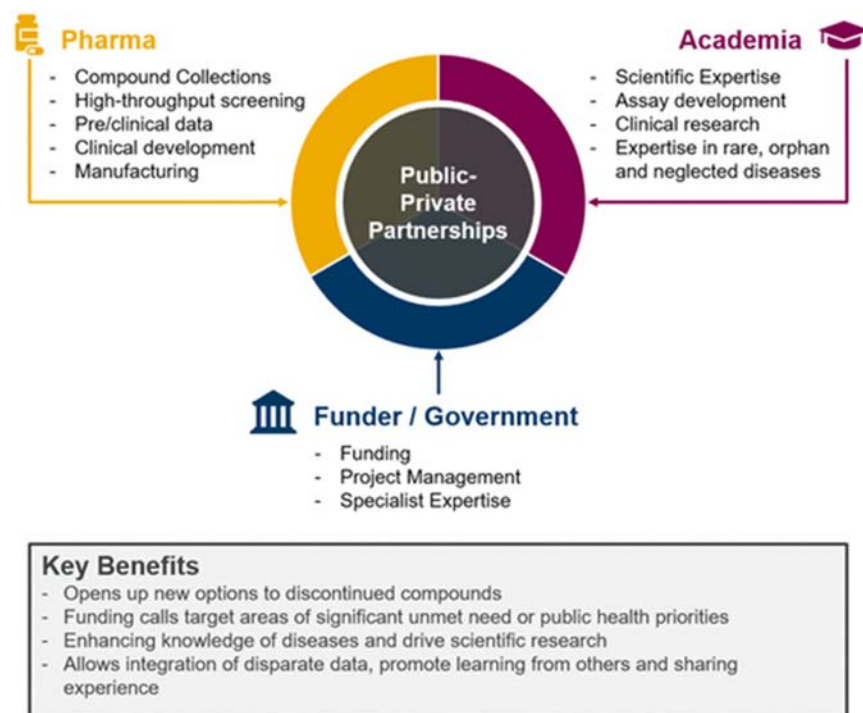 Pharma
- Compound Collections
- High-throughput screening
- Pre/clinical data
- Clinical development
- Manufacturing
Academia
- Scientific Expertise
- Assay development
- Clinical research
- Expertise in rare, orphan
and neglected diseases
Public-
Private
Partnerships
Funder / Government
- Funding
- Project Management
- Specialist Expertise
Key Benefits
- Opens up new options to discontinued compounds
- Funding calls target areas of significant unmet need or public health priorities
- Enhancing knowledge of diseases and drive scientific research
- Allows integration of disparate data, promote learning from others and sharing
experience